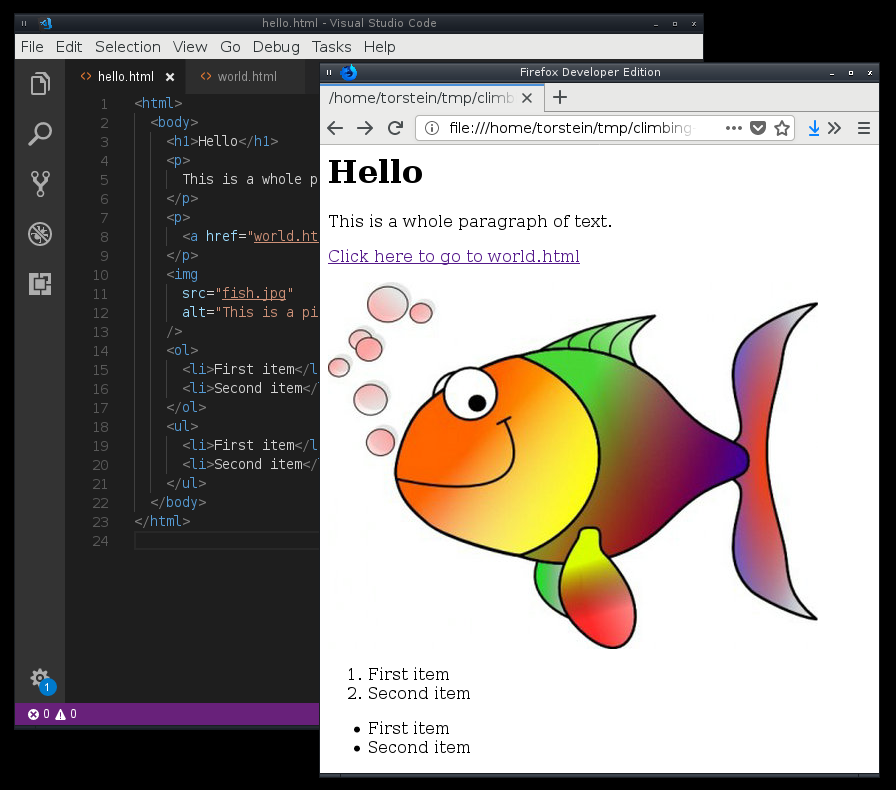 hello.html - Visual Studio Code
File Edit Selection View Go Debug Tasks Help
hello.html world.html
1 <html>
2 <body>
3 <h1>Hello</h1>
4 <p>
5 This is a whole p
6 </p>
7 <p>
8 <a href="world.ht
9 </p>
10 <img
11 src="fish.jpg"
12 alt="This is a pi
13 />
14 <ol>
15 <li>First item</l
16 <li>Second item</
17 </ol>
18 <ul>
19 <li>First item</l
20 <li>Second item</
21 </ul>
22 </body>
23 </html>
24
1
0 0
Firefox Developer Edition
/home/torstein/tmp/climb
file:///home/torstein/tmp/climbing
Hello
This is a whole paragraph of text.
Click here to go to world.html
1. First item
2. Second item
• First item
• Second item